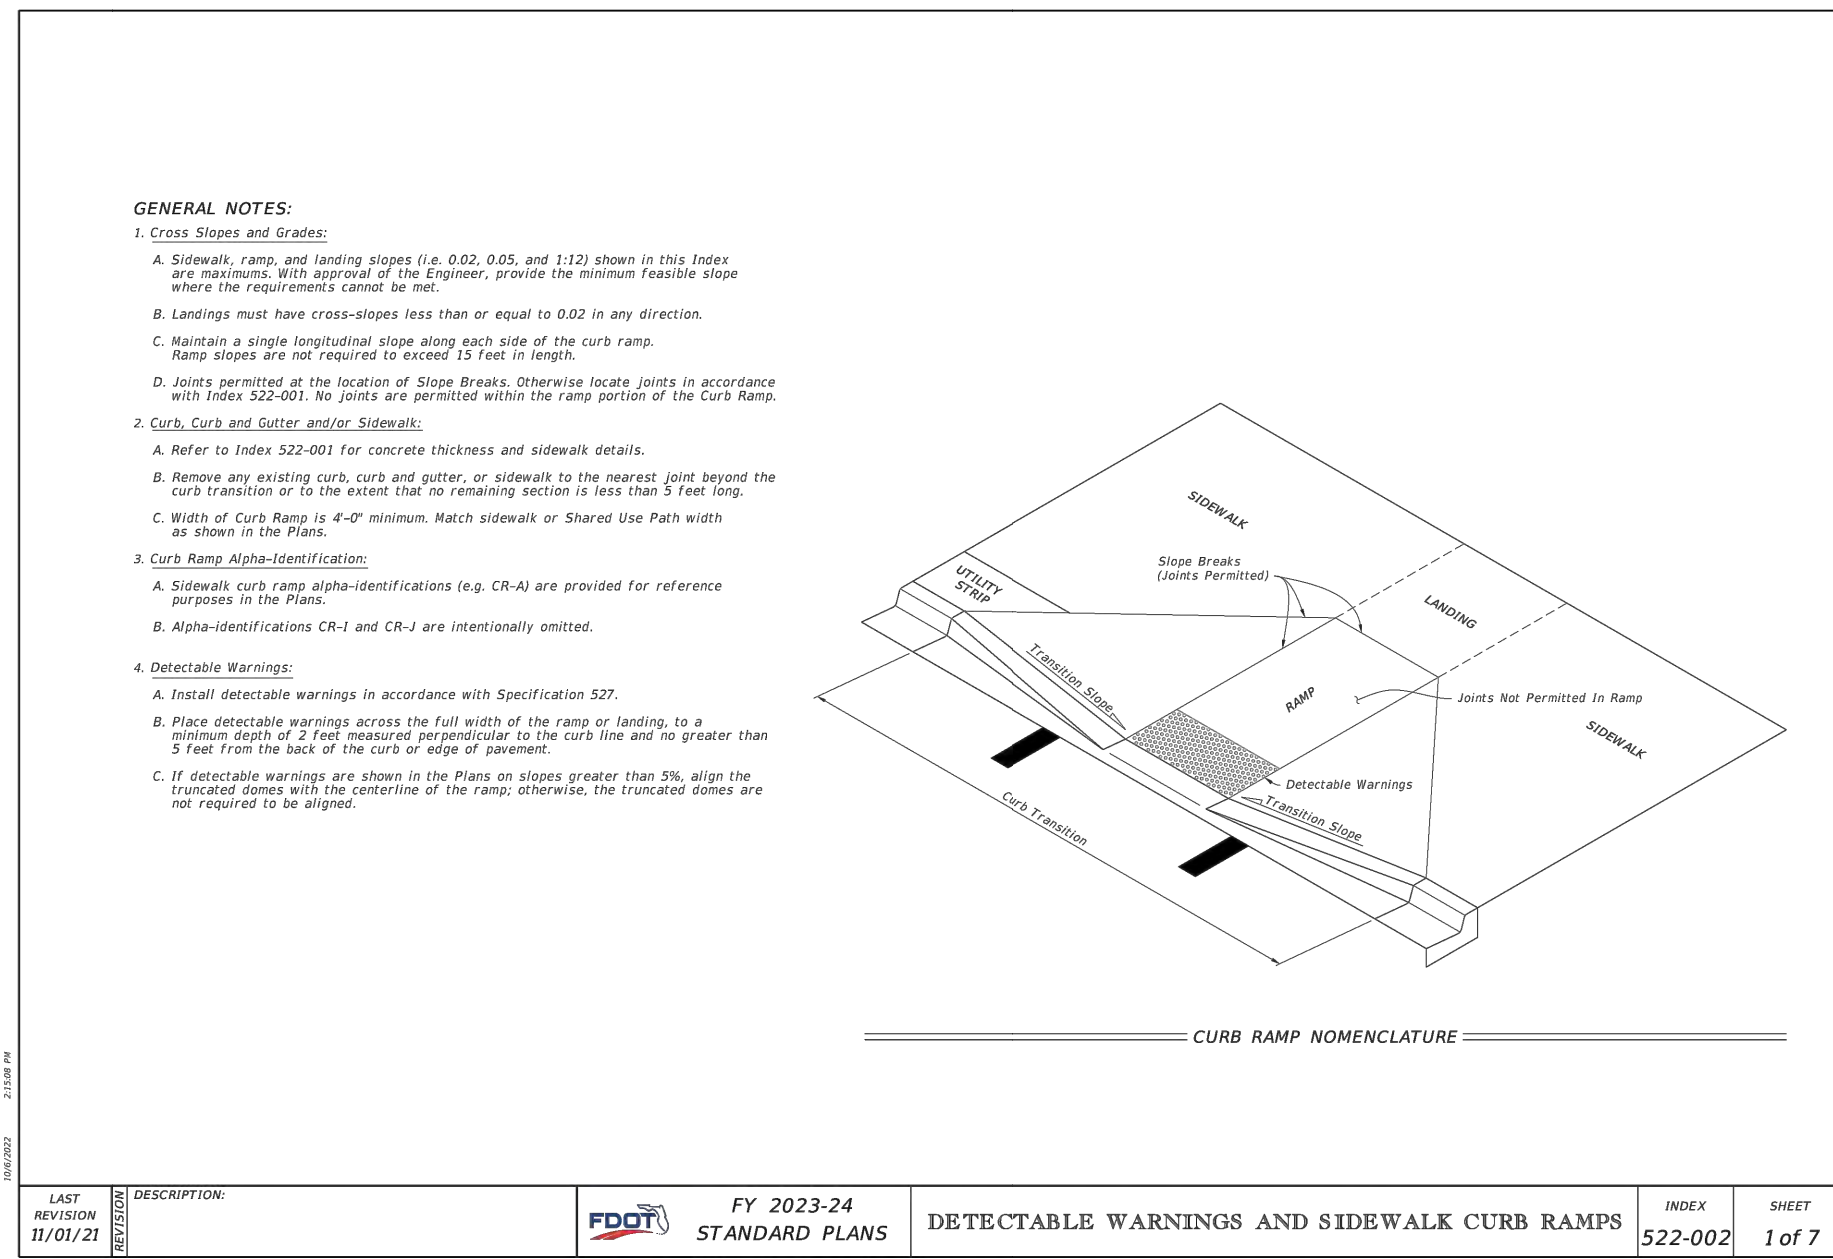 GENERAL NOTES:
1. Cross Slopes and Grades:
A. Sidewalk, ramp, and landing slopes (i.e. 0.02, 0.05, and 1:12) shown in this Index
are maximums. With approval of the Engineer, provide the minimum feasible slope
where the requirements cannot be met.
B. Landings must have cross-slopes less than or equal to 0.02 in any direction.
C. Maintain a single longitudinal slope along each side of the curb ramp.
Ramp slopes are not required to exceed 15 feet in length.
D. Joints permitted at the location of Slope Breaks. Otherwise locate joints in accordance
with Index 522-001. No joints are permitted within the ramp portion of the Curb Ramp.
2. Curb, Curb and Gutter and/or Sidewalk:
A. Refer to Index 522-001 for concrete thickness and sidewalk details.
B. Remove any existing curb, curb and gutter, or sidewalk to the nearest joint beyond the
curb transition or to the extent that no remaining section is less than 5 feet long.
C. Width of Curb Ramp is 4'-0" minimum. Match sidewalk or Shared Use Path width
as shown in the Plans.
3. Curb Ramp Alpha-Identification:
A. Sidewalk curb ramp alpha-identifications (e.g. CR-A) are provided for reference
purposes in the Plans.
B. Alpha-identifications CR-I and CR-J are intentionally omitted.
4. Detectable Warnings:
A. Install detectable warnings in accordance with Specification 527.
B. Place detectable warnings across the full width of the ramp or landing, to a
minimum depth of 2 feet measured perpendicular to the curb line and no greater than
5 feet from the back of the curb or edge of pavement.
C. If detectable warnings are shown in the Plans on slopes greater than 5%, align the
truncated domes with the centerline of the ramp; otherwise, the truncated domes are
not required to be aligned.
SIDEWALK
Slope Breaks
(Joints Permitted)
UTILITY
STRIP
LANDING
Transition Slope
RAMP
Joints Not Permitted In Ramp
SIDEWALK
Detectable Warnings
Transition Slope
Curb Transition
CURB RAMP NOMENCLATURE
2:15:08 PM
10/6/2022
LAST
REVISION
11/01/21
REVISION
DESCRIPTION:
FDOT
FY 2023-24
STANDARD PLANS
DETECTABLE WARNINGS AND SIDEWALK CURB RAMPS
INDEX
522-002
SHEET
1 of 7